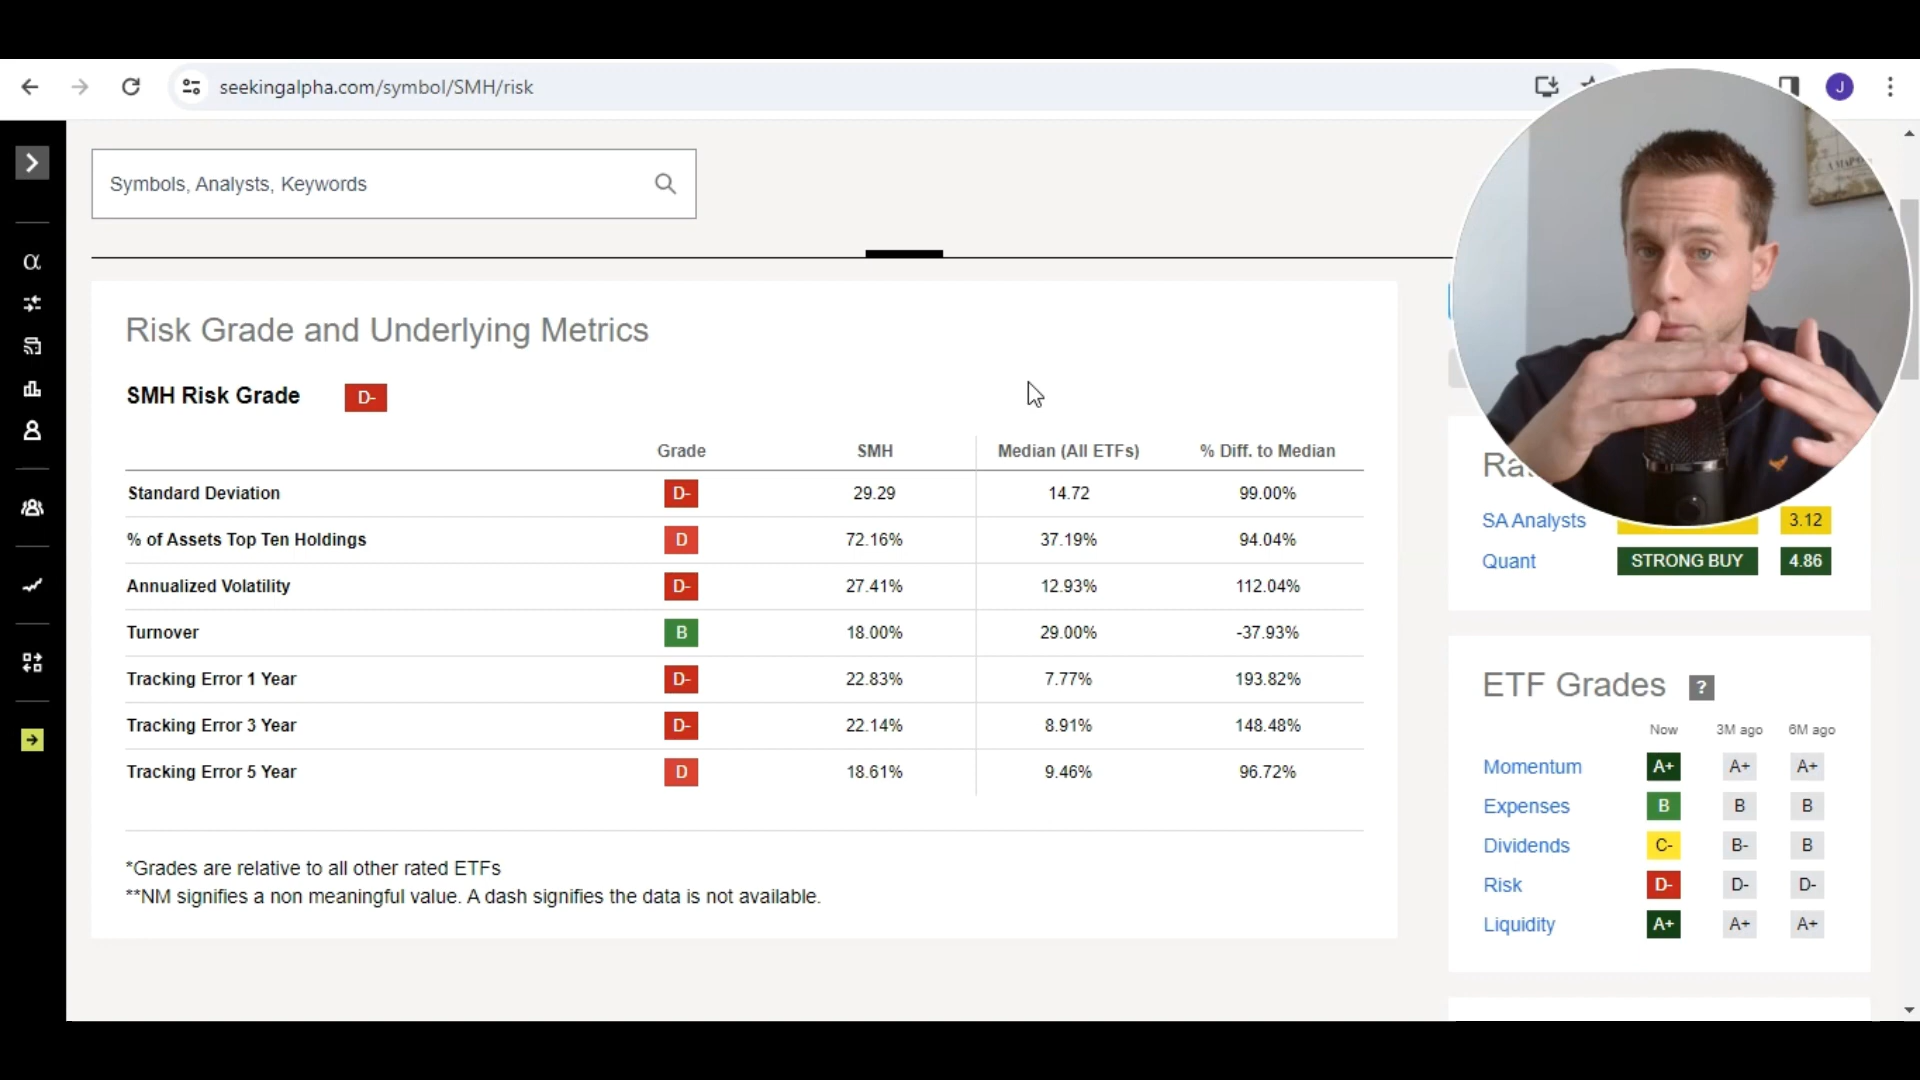 seekingalpha.com/symbol/SMH/risk
J
Symbols, Analysts, Keywords
α
Risk Grade and Underlying Metrics
SMH Risk Grade D-
Grade SMH Median (All ETFs) % Diff. to Median
Standard Deviation D- 29.29 14.72 99.00%
% of Assets Top Ten Holdings D 72.16% 37.19% 94.04%
Annualized Volatility D- 27.41% 12.93% 112.04%
Turnover B 18.00% 29.00% -37.93%
Tracking Error 1 Year D- 22.83% 7.77% 193.82%
Tracking Error 3 Year D- 22.14% 8.91% 148.48%
Tracking Error 5 Year D 18.61% 9.46% 96.72%
*Grades are relative to all other rated ETFs
**NM signifies a non meaningful value. A dash signifies the data is not available.
SA Analysts 3.12
Quant STRONG BUY 4.86
ETF Grades ?
Now 3M ago 6M ago
Momentum A+ A+ A+
Expenses B B B
Dividends C- B- B
Risk D- D- D-
Liquidity A+ A+ A+